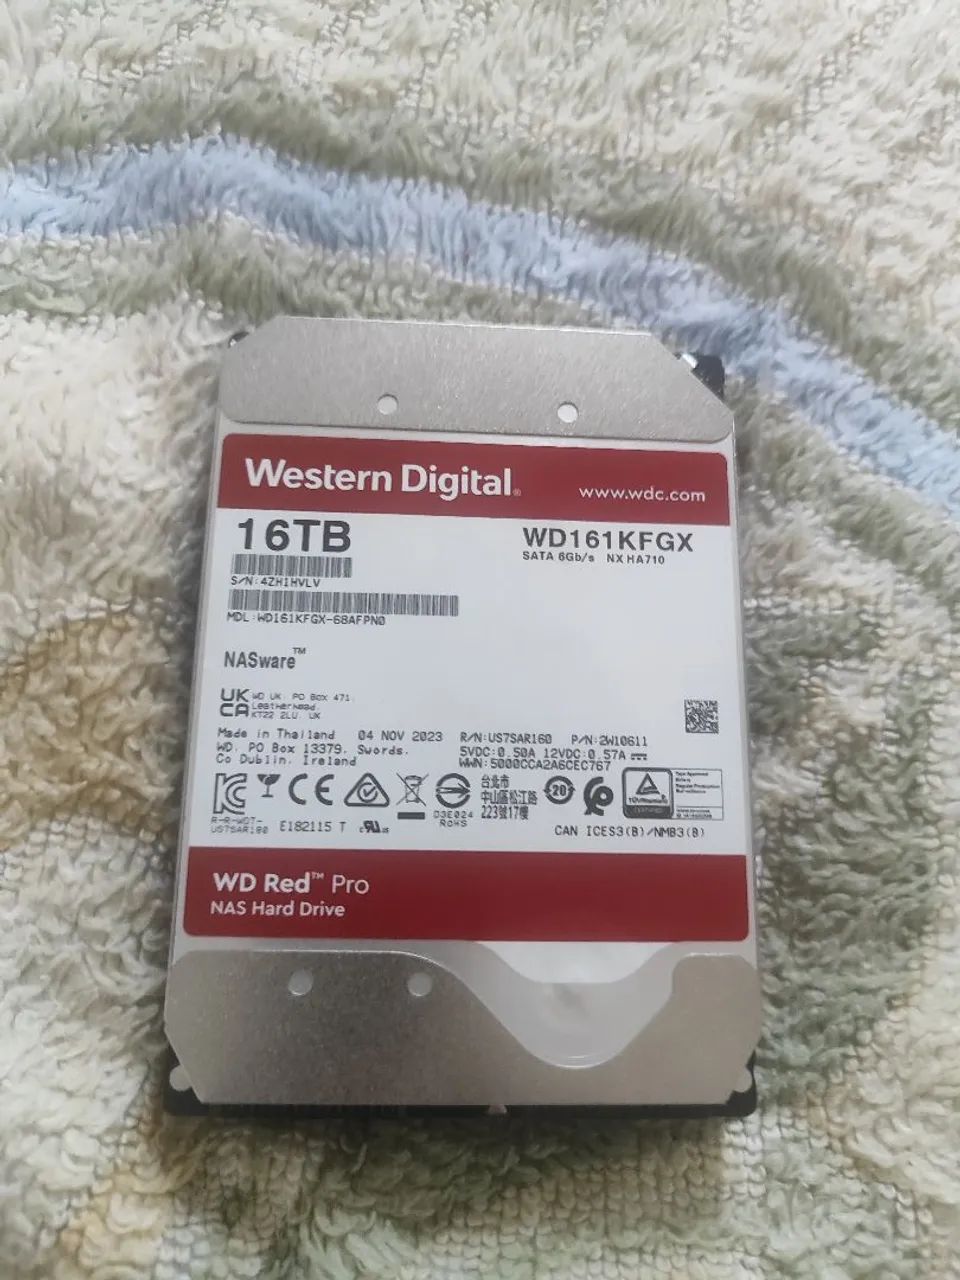 Western Digital®
www.wdc.com
16TB
WD161KFGX
SATA 6Gb/s NX HA710
S/N:4ZH1HVLV
MDL:WD161KFGX-68AFPN0
NASware™
UK CA
WD UK, PO Box 471,
Leatherhead,
KT22 2LU, UK
Made in Thailand 04 NOV 2023
WD, PO Box 13379, Swords,
Co Dublin, Ireland
R/N:US7SAR160 P/N:2W10611
5VDC:0.50A 12VDC:0.57A
WWN:5000CCA2A6CEC767
R-R-WDT-
US7SAR160
E182115 T
D3E024
RoHS
台北市
中山區松江路
223號17樓
20
CAN ICES3(B)/NMB3(B)
WD Red™ Pro
NAS Hard Drive